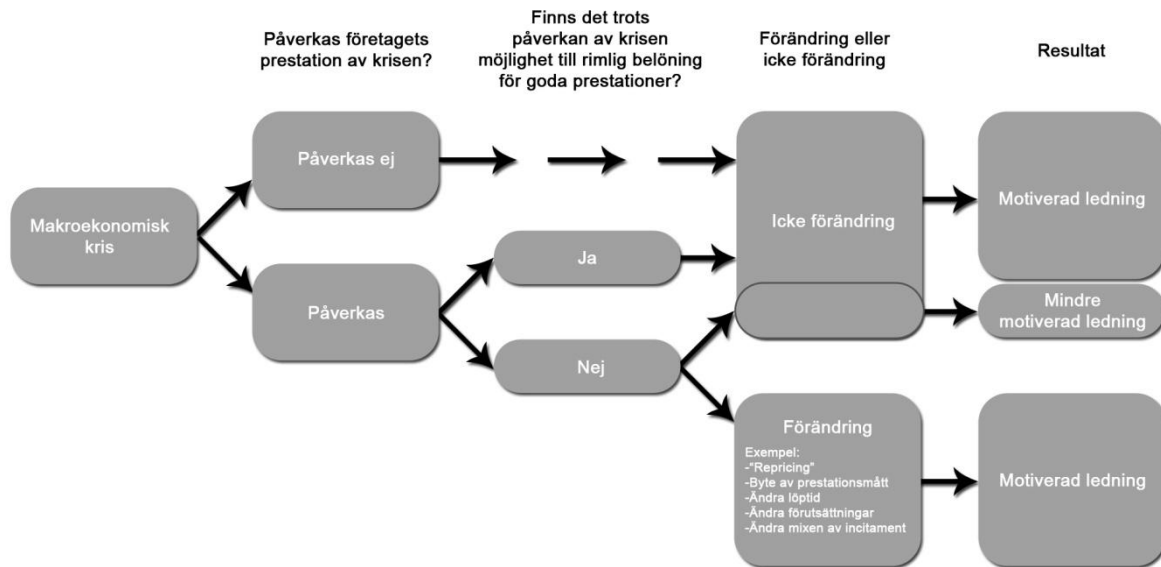 Påverkas företagets
prestation av krisen?
Finns det trots
påverkan av krisen
möjlighet till rimlig belöning
för goda prestationer?
Förändring eller
icke förändring
Resultat
Makroekonomisk
kris
Påverkas ej
Påverkas
Ja
Nej
Icke förändring
Förändring
Exempel:
-"Repricing"
-Byte av prestationsmått
-Ändra löptid
-Ändra förutsättningar
-Ändra mixen av incitament
Motiverad ledning
Mindre
motiverad ledning
Motiverad ledning